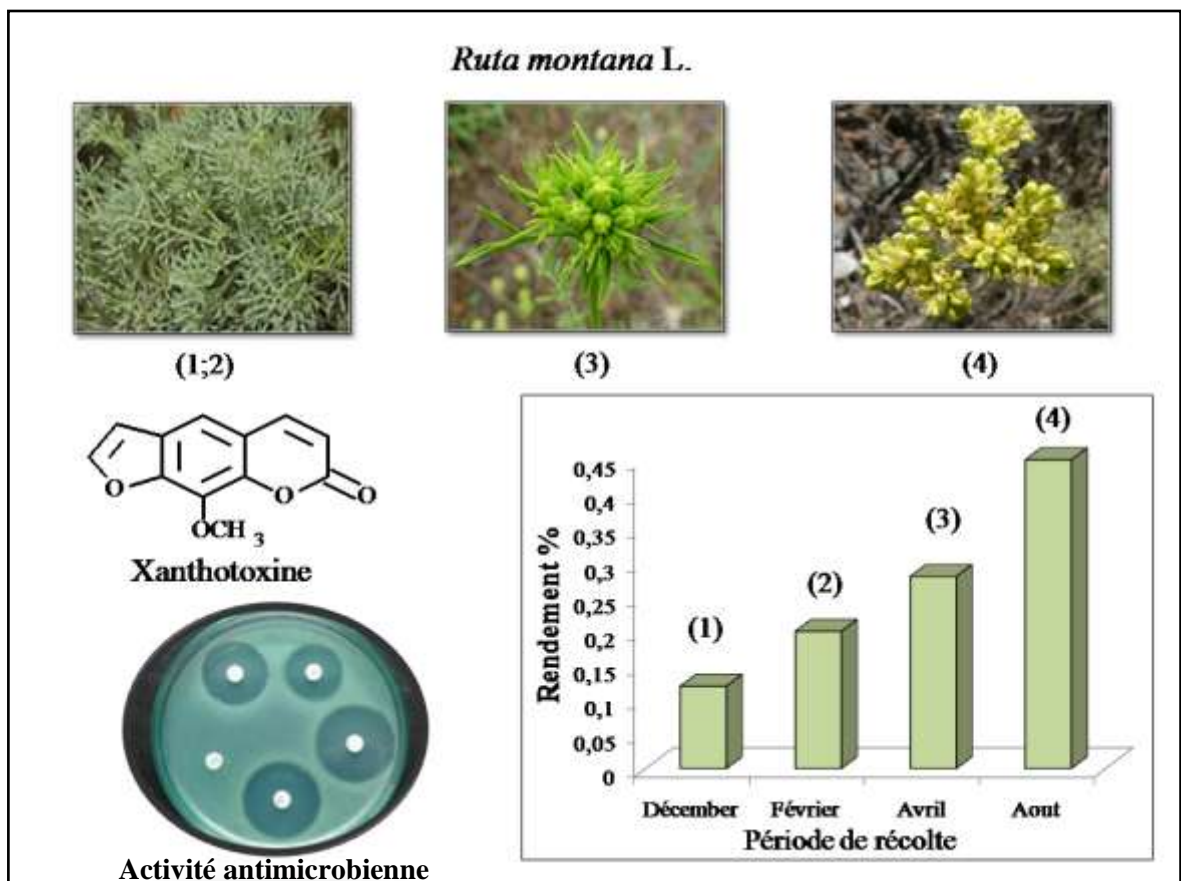 Ruta montana L.
(1;2)
(3)
(4)
O
O
O
OCH 3
Xanthotoxine
Activité antimicrobienne
Rendement %
0,45
0,4
0,35
0,3
0,25
0,2
0,15
0,1
0,05
0
(1)
(2)
(3)
(4)
Décember Février Avril Aout
Période de récolte